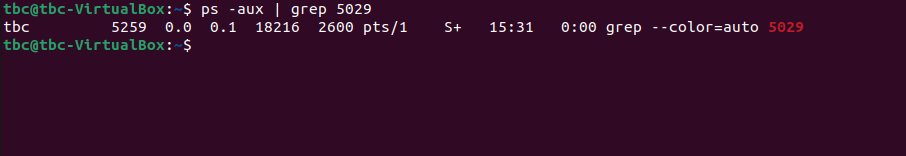 tbc@tbc-VirtualBox:~$ ps -aux | grep 5029
tbc         5259  0.0  0.1  18216  2600 pts/1    S+   15:31   0:00 grep --color=auto 5029
tbc@tbc-VirtualBox:~$